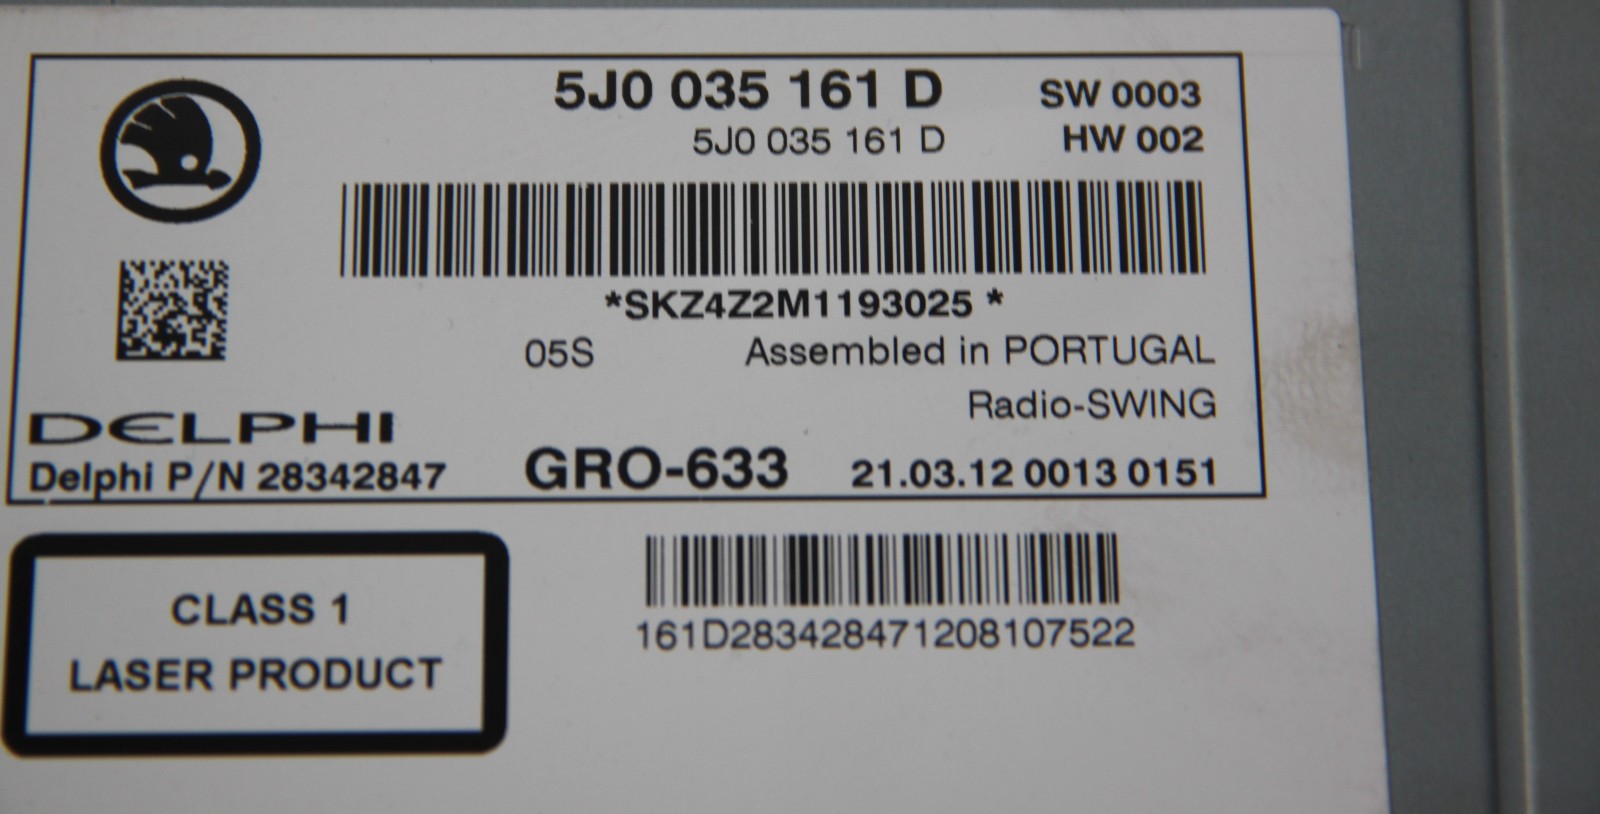 5J0 035 161 D SW 0003
5J0 035 161 D HW 002
*SKZ4Z2M1193025 *
05S Assembled in PORTUGAL
Radio-SWING
DELPHI
Delphi P/N 28342847 GRO-633 21.03.12 0013 0151
CLASS 1
LASER PRODUCT
161D283428471208107522